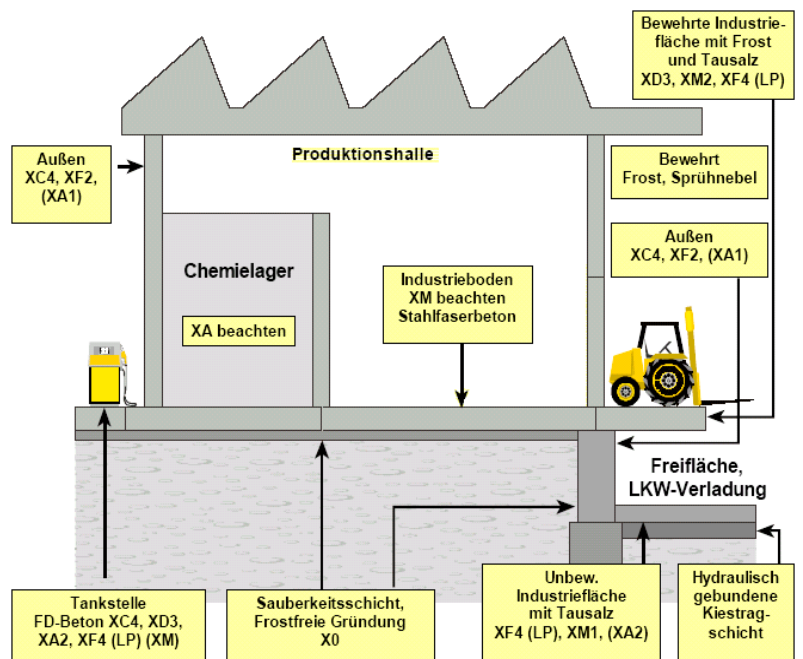 Bewehrte Industrie-
fläche mit Frost
und Tausalz
XD3, XM2, XF4 (LP)
Produktionshalle
Außen
XC4, XF2,
(XA1)
Bewehrt
Frost, Sprühnebel
Außen
XC4, XF2, (XA1)
Chemielager
XA beachten
Industrieboden
XM beachten
Stahlfaserbeton
Freifläche,
LKW-Verladung
Tankstelle
FD-Beton XC4, XD3,
XA2, XF4 (LP) (XM)
Sauberkeitsschicht,
Frostfreie Gründung
X0
Unbew.
Industriefläche
mit Tausalz
XF4 (LP), XM1, (XA2)
Hydraulisch
gebundene
Kiestrag-
schicht